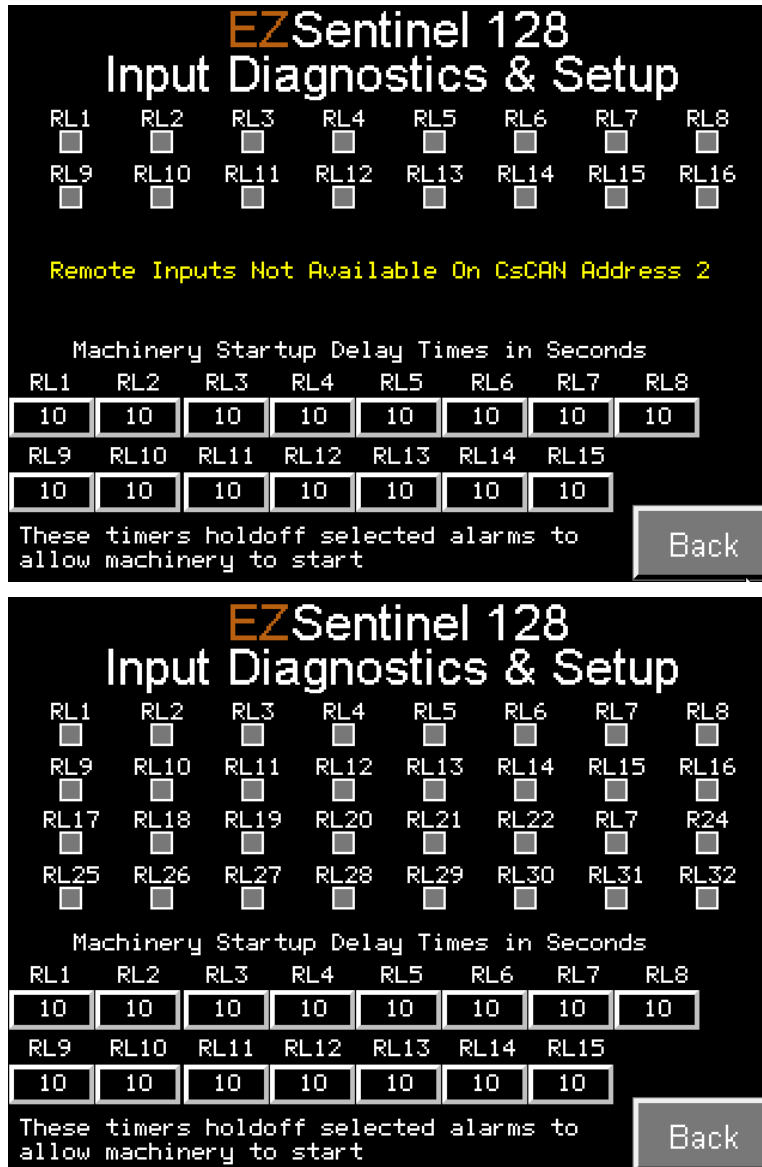 EZSentinel 128
Input Diagnostics & Setup
RL1 RL2 RL3 RL4 RL5 RL6 RL7 RL8
RL9 RL10 RL11 RL12 RL13 RL14 RL15 RL16
Remote Inputs Not Available On CsCAN Address 2
Machinery Startup Delay Times in Seconds
RL1 RL2 RL3 RL4 RL5 RL6 RL7 RL8
10 10 10 10 10 10 10 10
RL9 RL10 RL11 RL12 RL13 RL14 RL15
10 10 10 10 10 10 10
These timers holdoff selected alarms to
allow machinery to start
Back
EZSentinel 128
Input Diagnostics & Setup
RL1 RL2 RL3 RL4 RL5 RL6 RL7 RL8
RL9 RL10 RL11 RL12 RL13 RL14 RL15 RL16
RL17 RL18 RL19 RL20 RL21 RL22 RL7 R24
RL25 RL26 RL27 RL28 RL29 RL30 RL31 RL32
Machinery Startup Delay Times in Seconds
RL1 RL2 RL3 RL4 RL5 RL6 RL7 RL8
10 10 10 10 10 10 10 10
RL9 RL10 RL11 RL12 RL13 RL14 RL15
10 10 10 10 10 10 10
These timers holdoff selected alarms to
allow machinery to start
Back